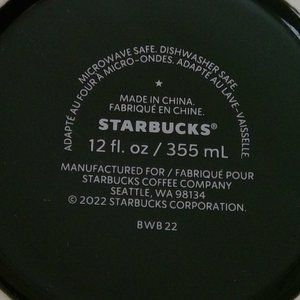 MICROWAVE SAFE. DISHWASHER SAFE.
ADAPTÉ AU FOUR À MICRO-ONDES. ADAPTÉ AU LAVE-VAISSELLE.
MADE IN CHINA.
FABRIQUÉ EN CHINE.
STARBUCKS®
12 fl. oz / 355 mL
MANUFACTURED FOR / FABRIQUÉ POUR
STARBUCKS COFFEE COMPANY
SEATTLE, WA 98134
© 2022 STARBUCKS CORPORATION.
BWB 22